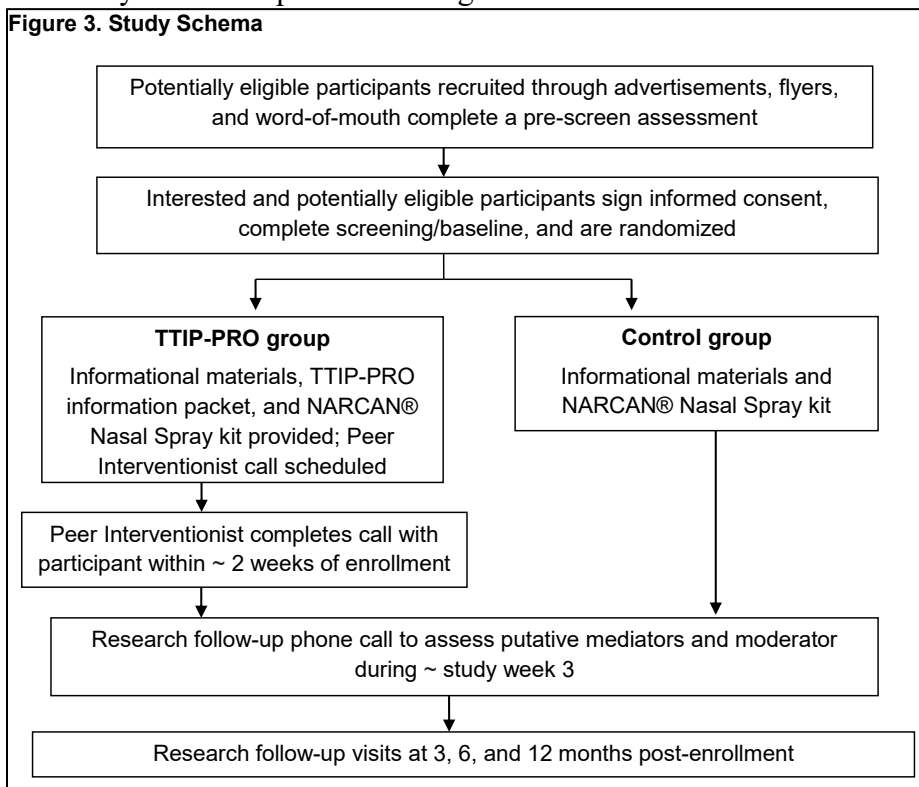 Figure 3. Study Schema
Potentially eligible participants recruited through advertisements, flyers,
and word-of-mouth complete a pre-screen assessment
Interested and potentially eligible participants sign informed consent,
complete screening/baseline, and are randomized
TTIP-PRO group
Informational materials, TTIP-PRO
information packet, and NARCAN®
Nasal Spray kit provided; Peer
Interventionist call scheduled
Control group
Informational materials and
NARCAN® Nasal Spray kit
Peer Interventionist completes call with
participant within ~ 2 weeks of enrollment
Research follow-up phone call to assess putative mediators and moderator
during ~ study week 3
Research follow-up visits at 3, 6, and 12 months post-enrollment